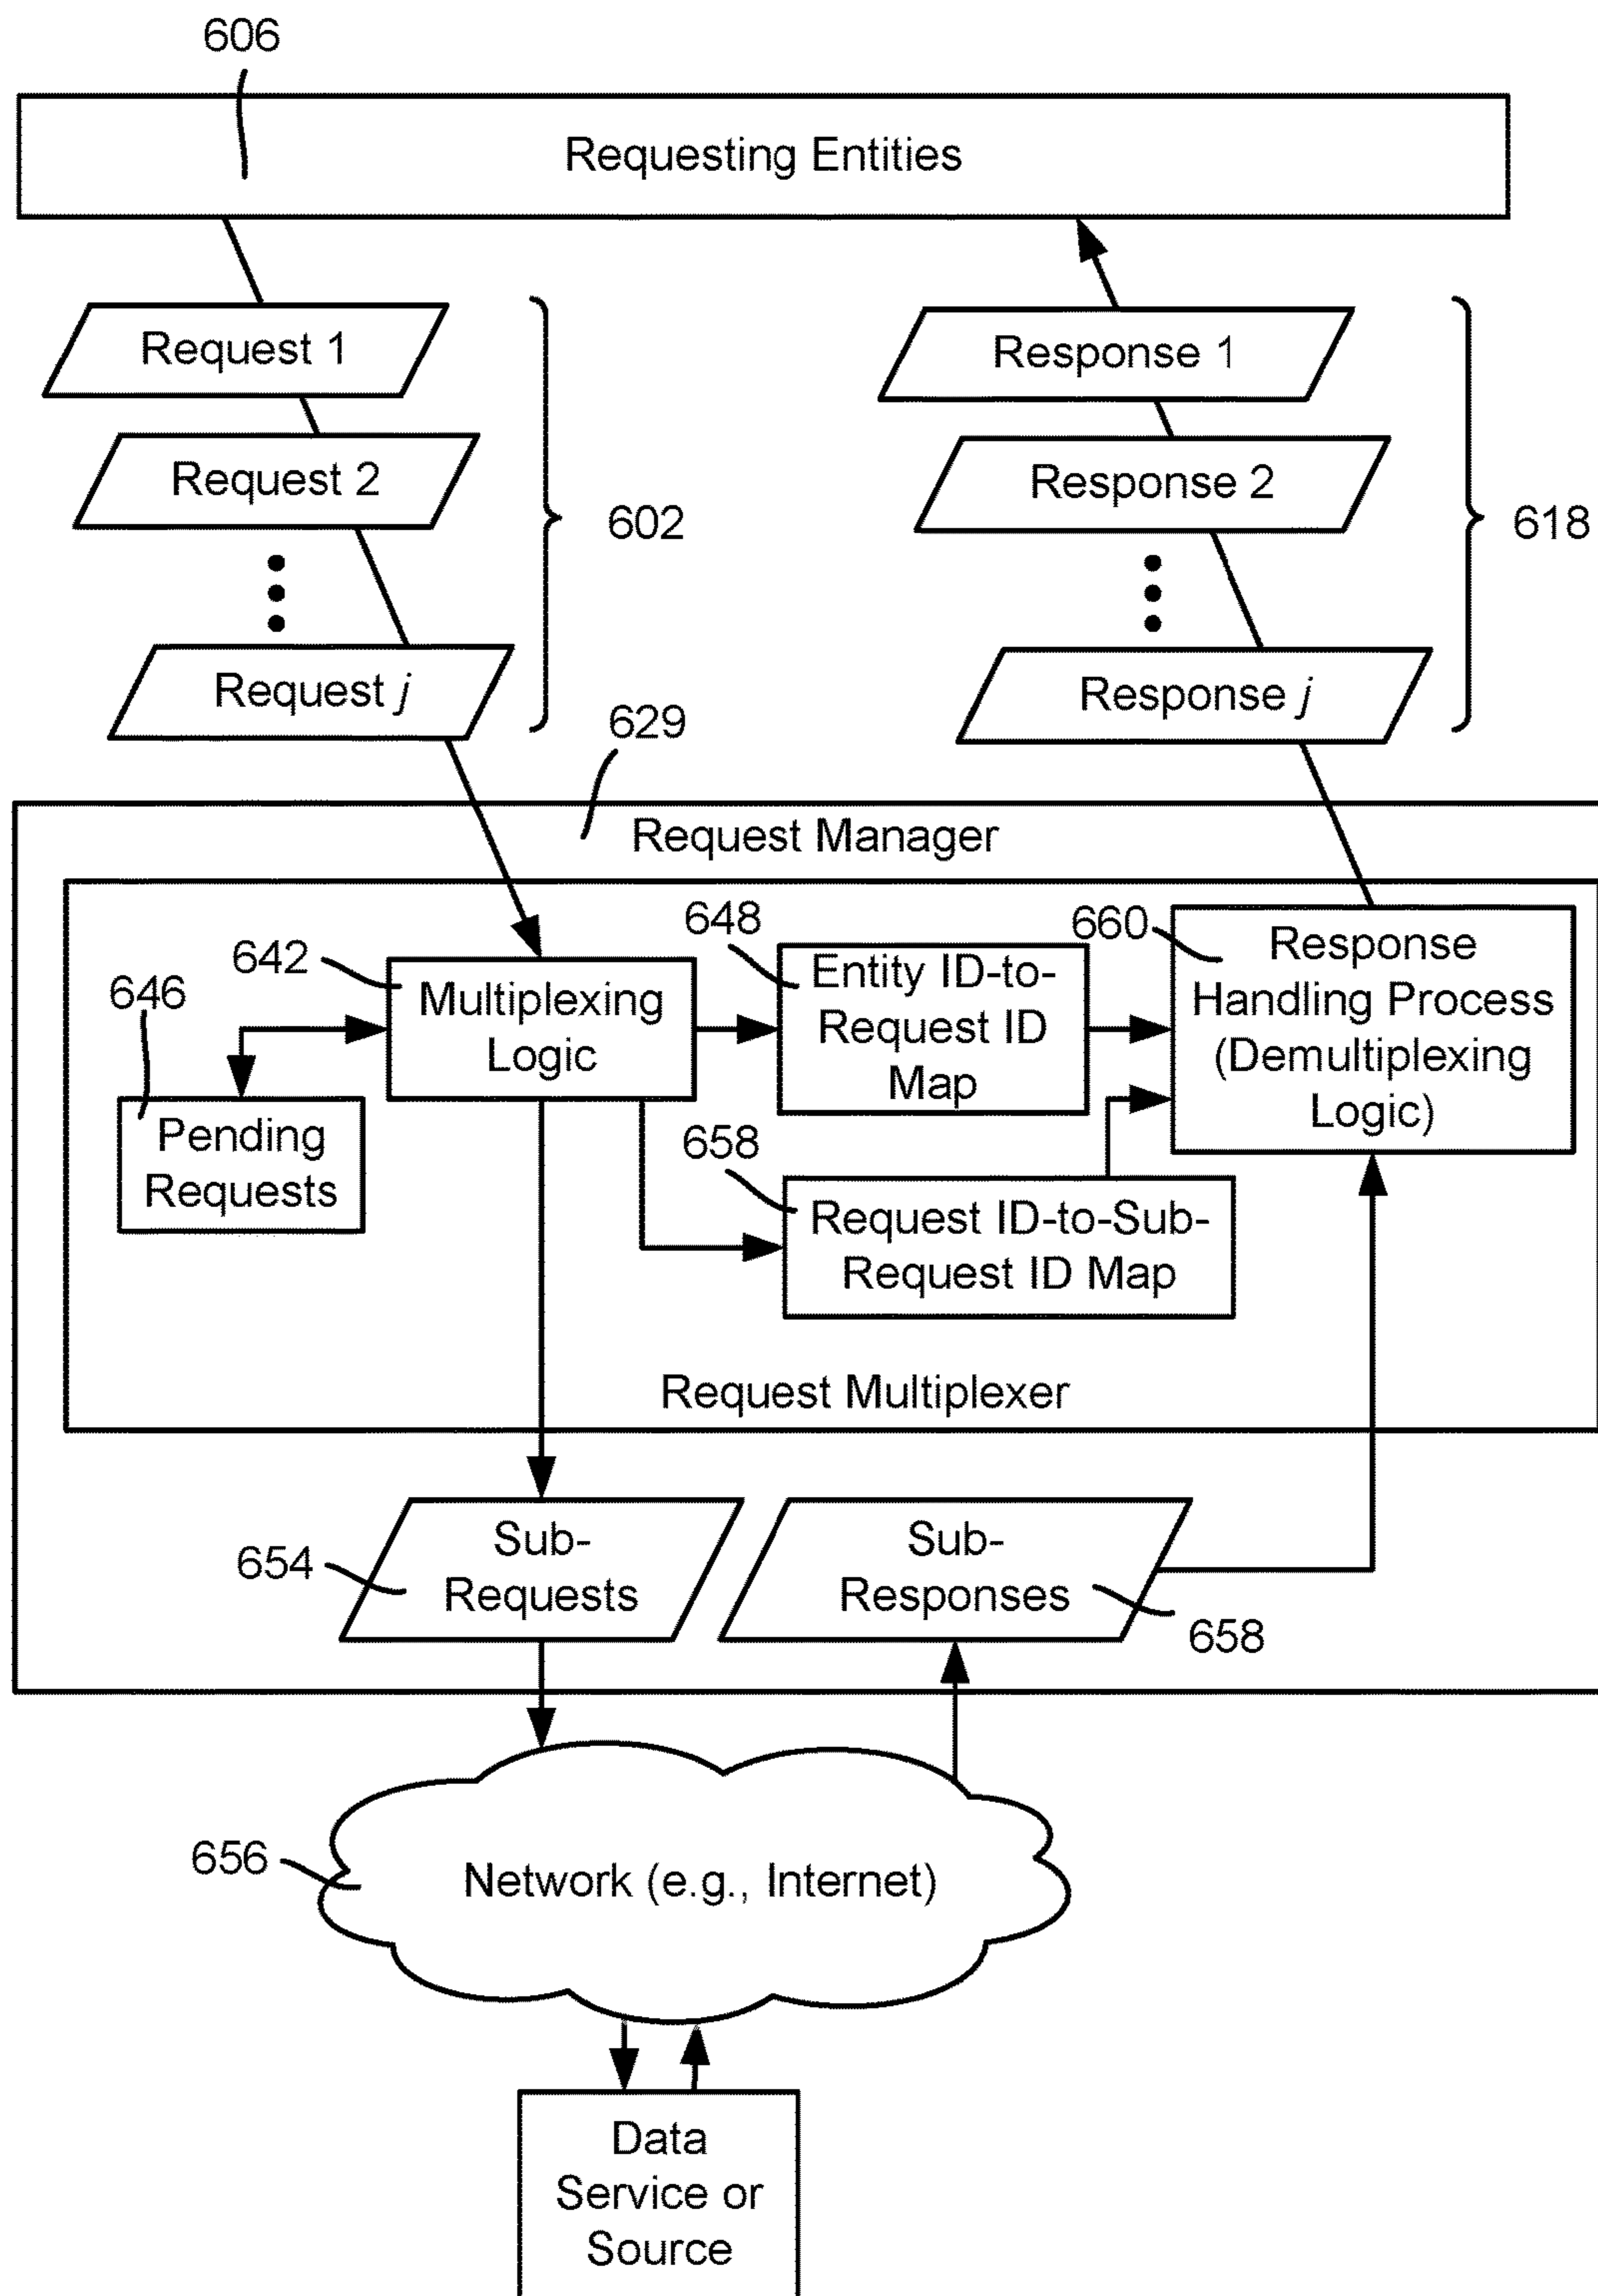 606
Requesting Entities
Request 1
Response 1
Request 2
Response 2
602
618
Request j
Response j
629
Request Manager
648
660
Response
Handling Process
(Demultiplexing
Logic)
642
646
Multiplexing
Logic
Entity ID-to-
Request ID
Map
Pending
Requests
658
Request ID-to-Sub-
Request ID Map
Request Multiplexer
654
Sub-
Requests
Sub-
Responses
658
656
Network (e.g., Internet)
Data
Service or
Source